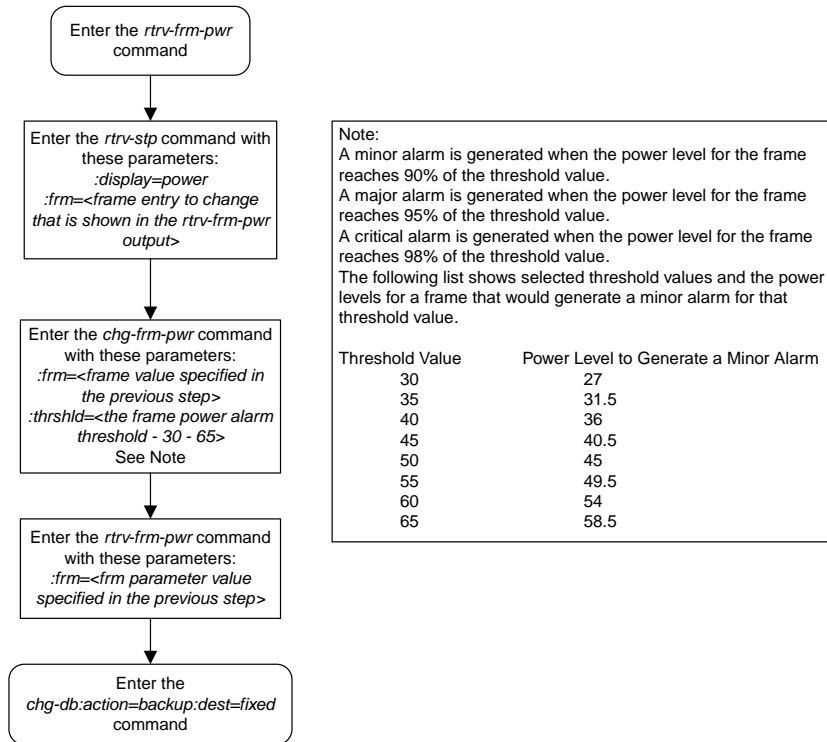 Enter the rtrv-frm-pwr
command
Enter the rtrv-stp command with
these parameters:
:display=power
:frm=<frame entry to change
that is shown in the rtrv-frm-pwr
output>
Enter the chg-frm-pwr command
with these parameters:
:frm=<frame value specified in
the previous step>
:thrshld=<the frame power alarm
threshold - 30 - 65>
See Note
Enter the rtrv-frm-pwr command
with these parameters:
:frm=<frm parameter value
specified in the previous step>
Enter the
chg-db:action=backup:dest=fixed
command
Note:
A minor alarm is generated when the power level for the frame
reaches 90% of the threshold value.
A major alarm is generated when the power level for the frame
reaches 95% of the threshold value.
A critical alarm is generated when the power level for the frame
reaches 98% of the threshold value.
The following list shows selected threshold values and the power
levels for a frame that would generate a minor alarm for that
threshold value.
Threshold Value Power Level to Generate a Minor Alarm
30 27
35 31.5
40 36
45 40.5
50 45
55 49.5
60 54
65 58.5